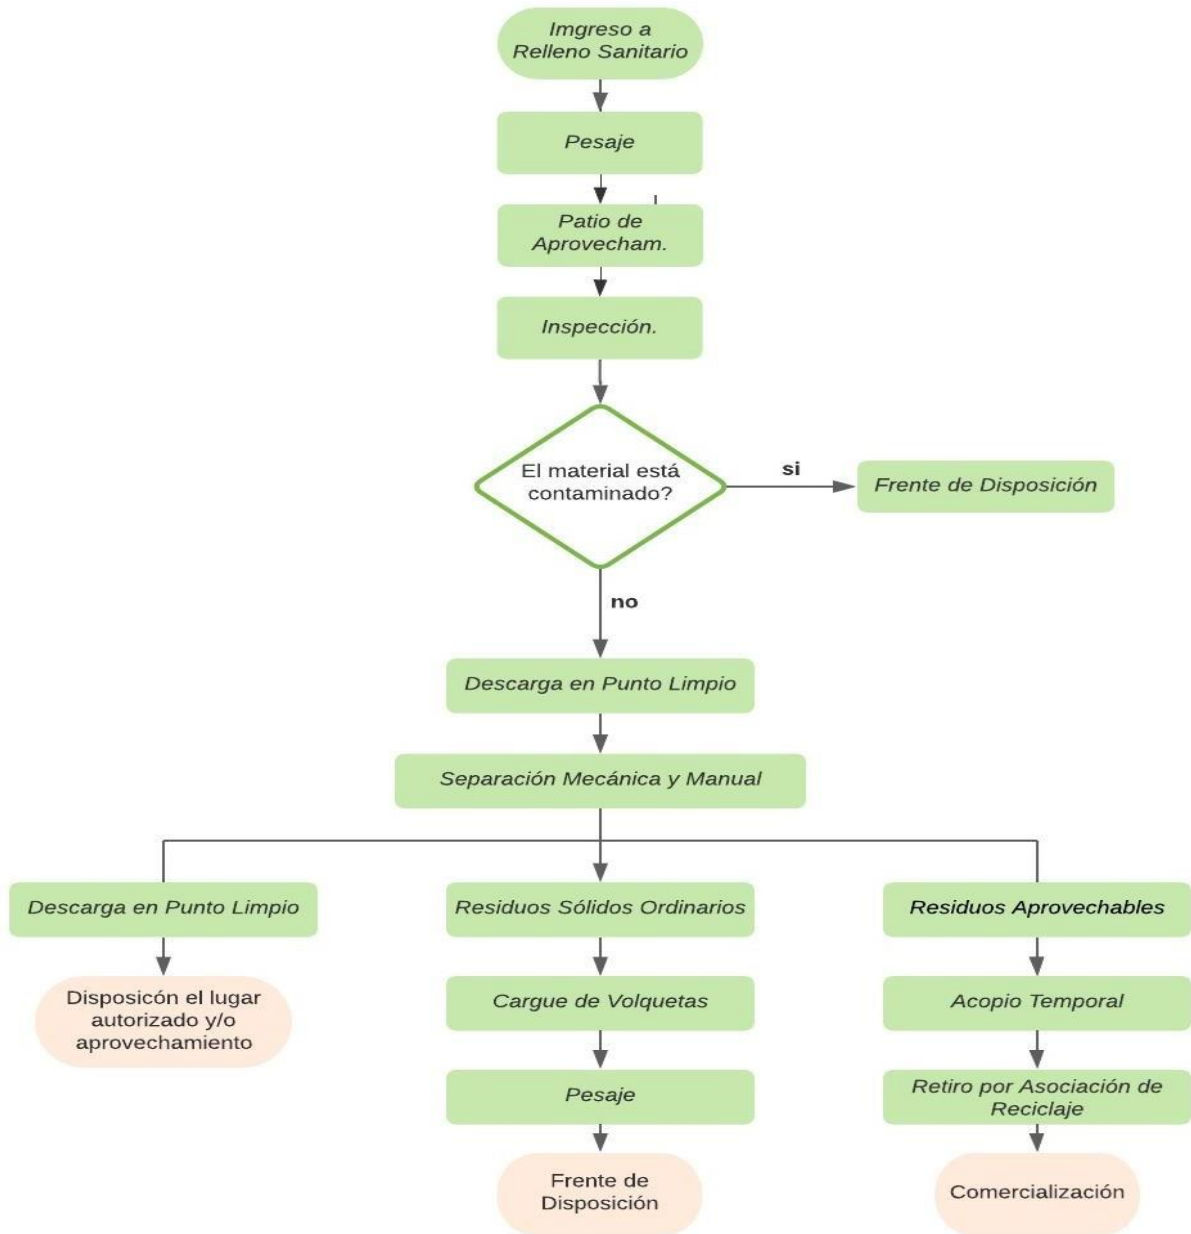 Imgreso a
Relleno Sanitario
Pesaje
Patio de
Aprovecham.
Inspección.
El material está
contaminado?
si
Frente de Disposición
no
Descarga en Punto Limpio
Separación Mecánica y Manual
Descarga en Punto Limpio
Residuos Sólidos Ordinarios
Residuos Aprovechables
Disposicón el lugar
autorizado y/o
aprovechamiento
Cargue de Volquetas
Acopio Temporal
Pesaje
Retiro por Asociación de
Reciclaje
Frente de
Disposición
Comercialización